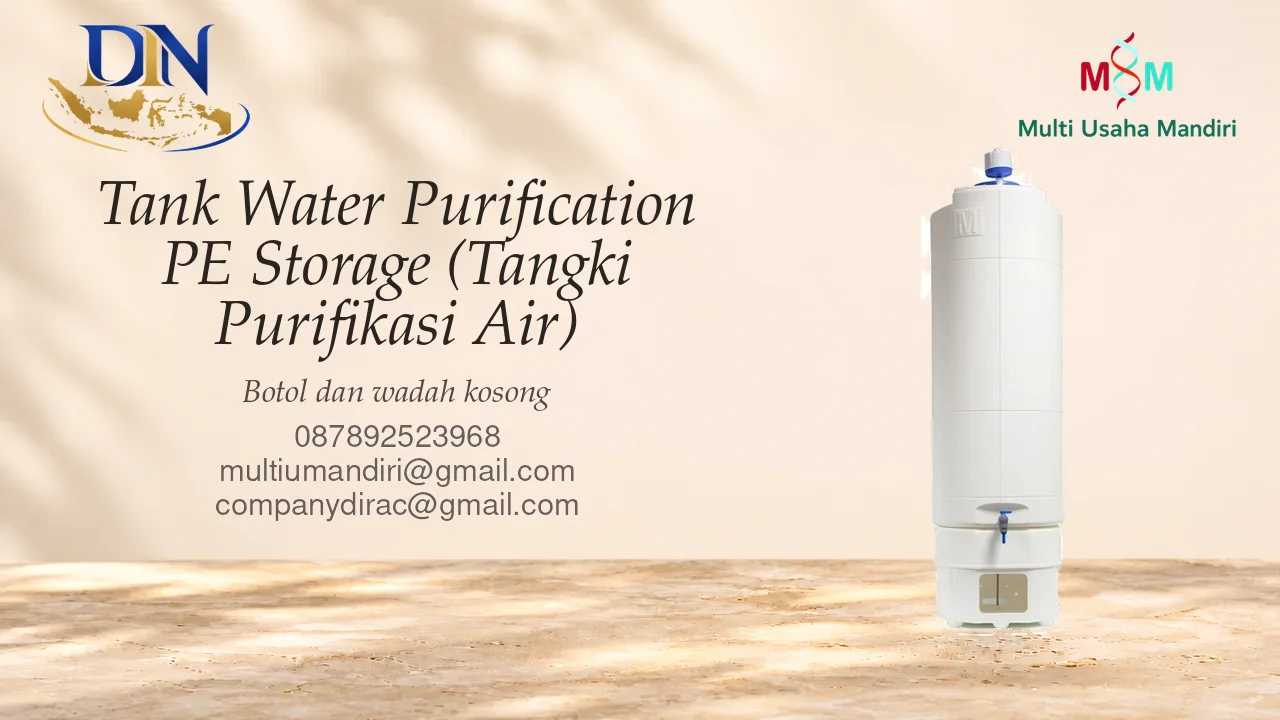 DN
M M
Multi Usaha Mandiri
Tank Water Purification
PE Storage (Tangki
Purifikasi Air)
Botol dan wadah kosong
087892523968
multiumandiri@gmail.com
companydirac@gmail.com
M